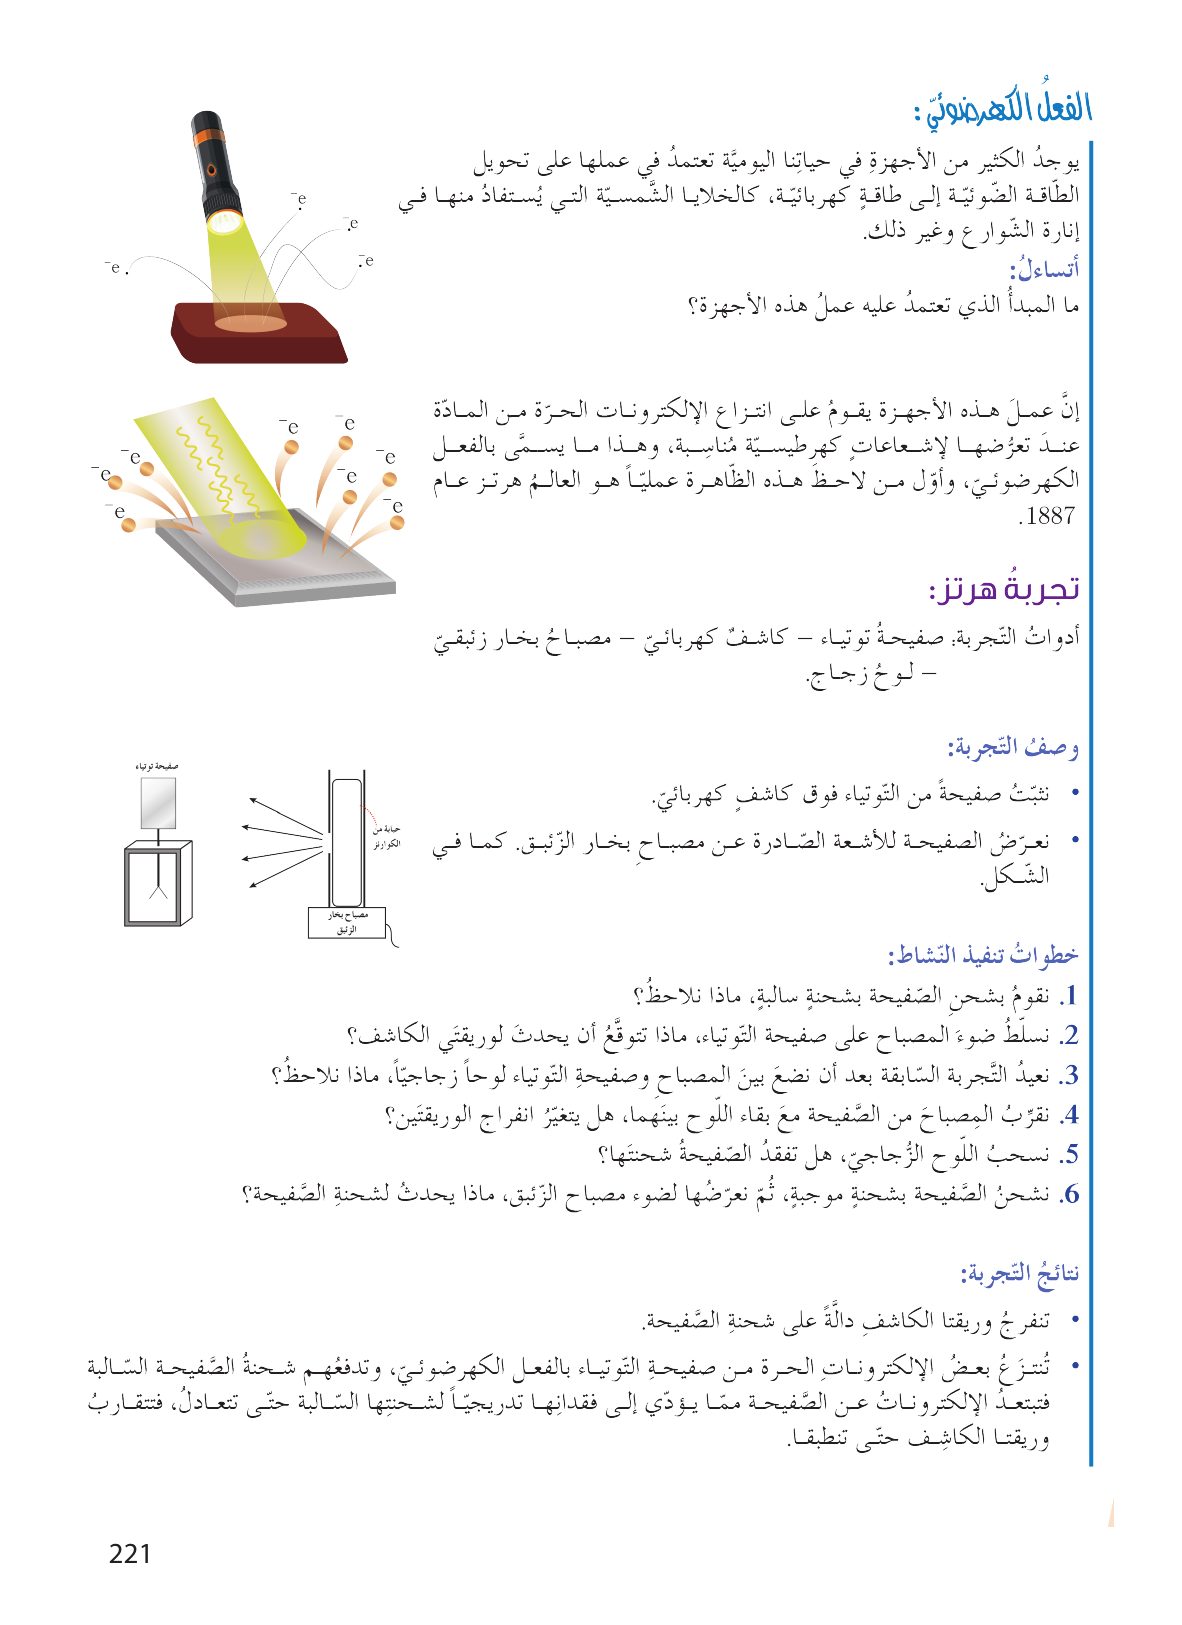 الفعلُ الكهرضوئيّ:
يوجدُ الكثير من الأجهزةِ في حياتِنا اليوميَّة تعتمدُ في عملها على تحويل
الطّاقة الضّوئيّة إلى طاقةٍ كهربائيّة، كالخلايا الشَّمسيّة التي يُستفادُ منها في
إنارة الشّوارع وغير ذلك.
أتساءلُ:
ما المبدأُ الذي تعتمدُ عليه عملُ هذه الأجهزة؟
e⁻
e⁻
e⁻
e⁻
إنَّ عملَ هذه الأجهزة يقومُ على انتزاع الإلكترونات الحرّة من المادّة
عندَ تعرُّضها لإشعاعاتٍ كهرطيسيّة مُناسِبة، وهذا ما يسمَّى بالفعل
الكهرضوئيّ، وأوّل من لاحظَ هذه الظّاهرة عمليّاً هو العالمُ هرتز عام
1887.
e⁻
e⁻
e⁻
e⁻
e⁻
e⁻
e⁻
e⁻
تجربةُ هرتز:
أدواتُ التّجربة: صفيحةُ توتياء – كاشفٌ كهربائيّ – مصباحُ بخار زئبقيّ
– لوحُ زجاج.
وصفُ التّجربة:
• نثبّتُ صفيحةً من التّوتياء فوق كاشفٍ كهربائيّ.
• نعرّضُ الصفيحة للأشعة الصّادرة عن مصباحِ بخار الزّئبق. كما في
الشّكل.
صفيحة توتياء
حبابة من
الكوارتز
مصباح بخار
الزئبق
خطواتُ تنفيذ النّشاط:
1. نقومُ بشحنِ الصّفيحة بشحنةٍ سالبةٍ، ماذا نلاحظُ؟
2. نسلّطُ ضوءَ المصباح على صفيحة التّوتياء، ماذا تتوقَّعُ أن يحدثَ لوريقتَي الكاشف؟
3. نعيدُ التَّجربة السّابقة بعد أن نضعَ بينَ المصباحِ وصفيحةِ التّوتياء لوحاً زجاجيّاً، ماذا نلاحظُ؟
4. نقرِّبُ المِصباحَ من الصَّفيحة معَ بقاء اللّوح بينَهما، هل يتغيّرُ انفراج الوريقتَين؟
5. نسحبُ اللّوح الزُّجاجيّ، هل تفقدُ الصّفيحةُ شحنتَها؟
6. نشحنُ الصَّفيحة بشحنةٍ موجبةٍ، ثُمّ نعرّضُها لضوء مصباح الزّئبق، ماذا يحدثُ لشحنةِ الصَّفيحة؟
نتائجُ التّجربة:
• تنفرجُ وريقتا الكاشفِ دالَّةً على شحنةِ الصَّفيحة.
• تُنتزَعُ بعضُ الإلكتروناتِ الحرة من صفيحةِ التّوتياء بالفعل الكهرضوئيّ، وتدفعُهم شحنةُ الصَّفيحة السّالبة
فتبتعدُ الإلكتروناتُ عن الصَّفيحة ممّا يؤدّي إلى فقدانِها تدريجيّاً لشحنتِها السّالبة حتّى تتعادلُ، فتتقاربُ
وريقتا الكاشِف حتّى تنطبقا.
221